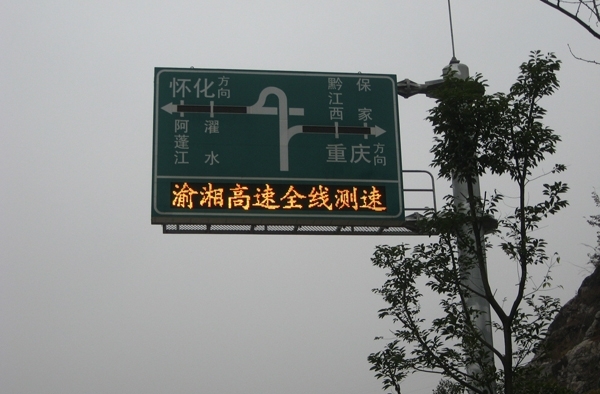 怀化方向
阿蓬江
濯水
黔江西
保家
重庆方向
渝湘高速全线测速